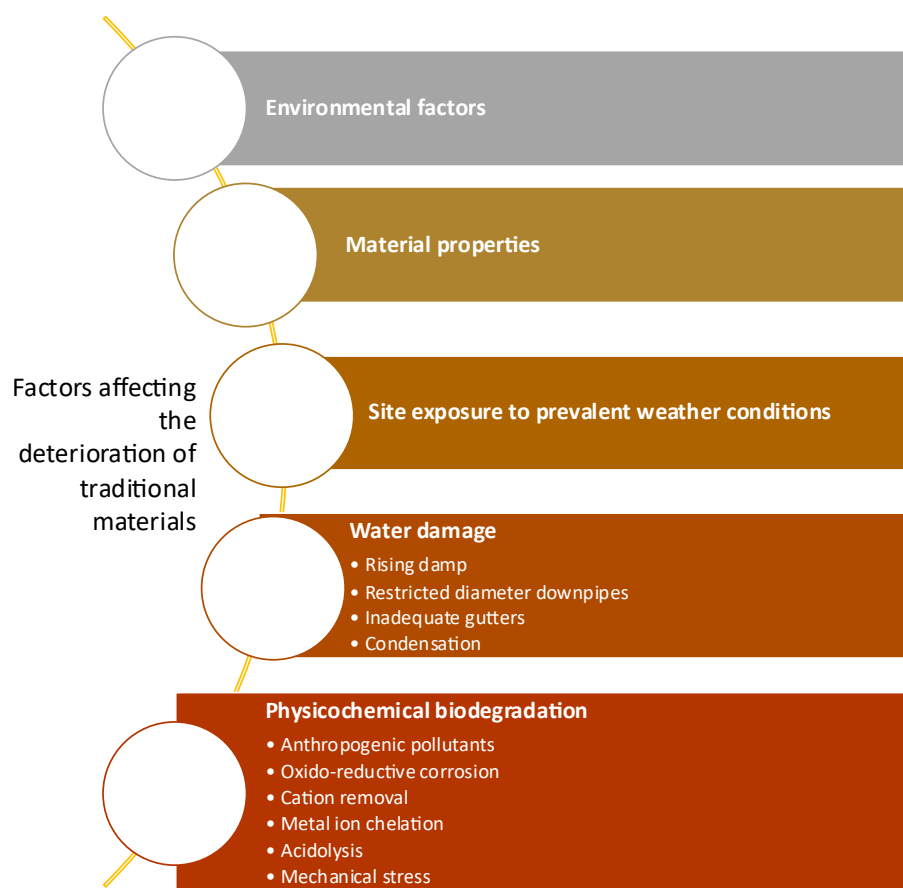 Environmental factors
Material properties
Site exposure to prevalent weather conditions
Factors affecting
the
deterioration of
traditional
materials
Water damage
• Rising damp
• Restricted diameter downpipes
• Inadequate gutters
• Condensation
Physicochemical biodegradation
• Anthropogenic pollutants
• Oxido-reductive corrosion
• Cation removal
• Metal ion chelation
• Acidolysis
• Mechanical stress